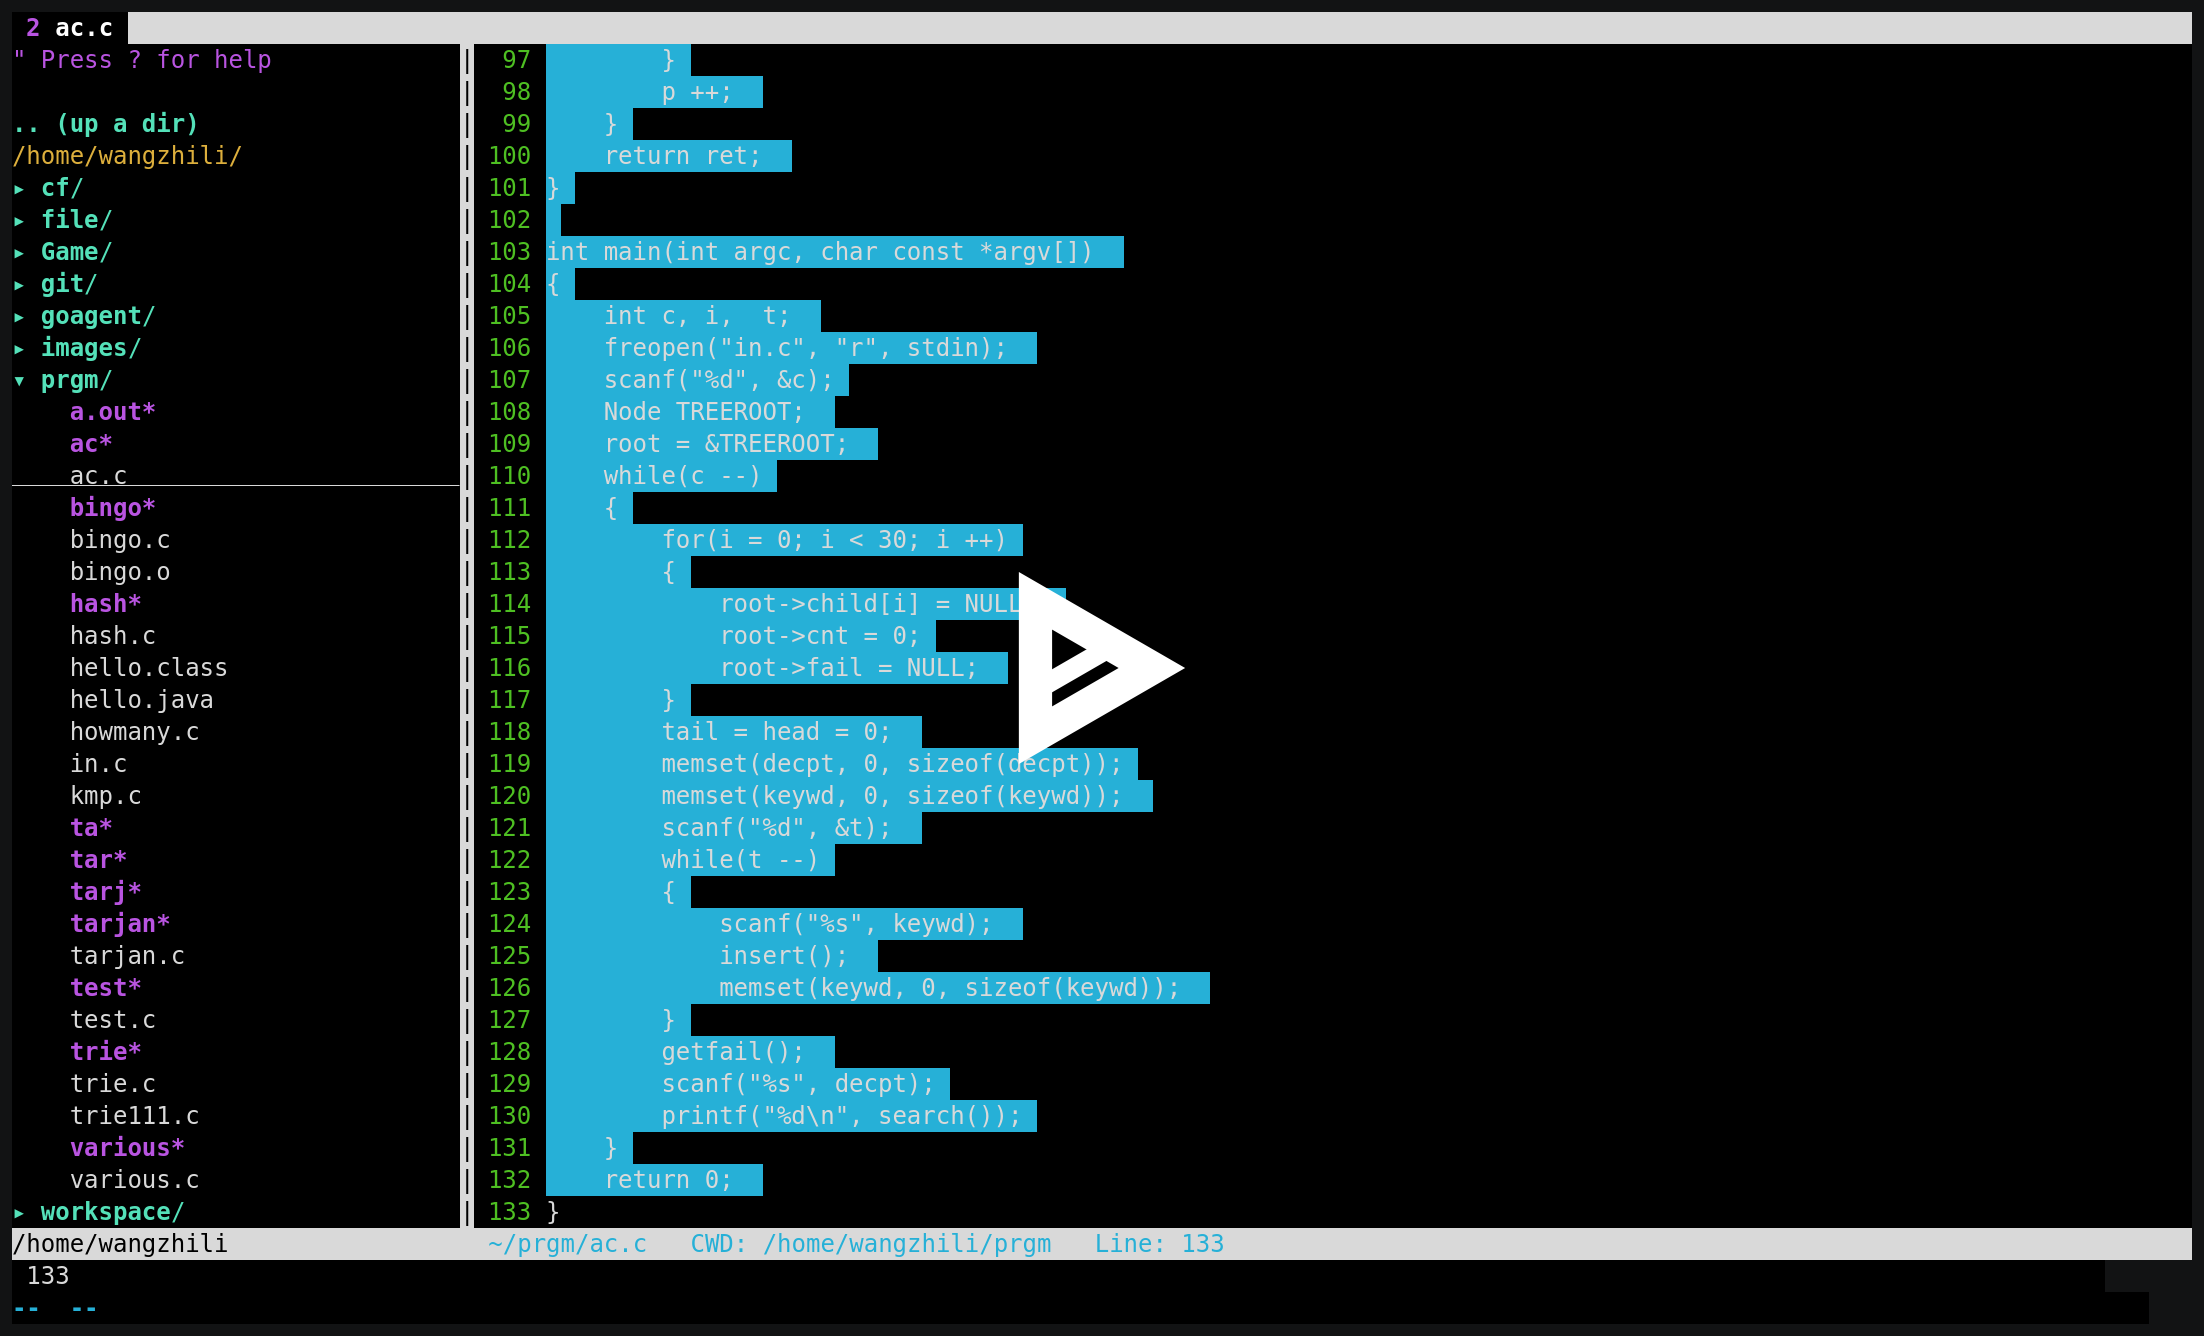 2 ac.c
" Press ? for help
.. (up a dir)
/home/wangzhili/
▸ cf/
▸ file/
▸ Game/
▸ git/
▸ goagent/
▸ images/
▾ prgm/
a.out*
ac*
ac.c
bingo*
bingo.c
bingo.o
hash*
hash.c
hello.class
hello.java
howmany.c
in.c
kmp.c
ta*
tar*
tarj*
tarjan*
tarjan.c
test*
test.c
trie*
trie.c
trie111.c
various*
various.c
▸ workspace/
/home/wangzhili
97         }
98         p ++;
99     }
100     return ret;
101 }
102
103 int main(int argc, char const *argv[])
104 {
105     int c, i,  t;
106     freopen("in.c", "r", stdin);
107     scanf("%d", &c);
108     Node TREEROOT;
109     root = &TREEROOT;
110     while(c --)
111     {
112         for(i = 0; i < 30; i ++)
113         {
114             root->child[i] = NULL
115             root->cnt = 0;
116             root->fail = NULL;
117         }
118         tail = head = 0;
119         memset(decpt, 0, sizeof(decpt));
120         memset(keywd, 0, sizeof(keywd));
121         scanf("%d", &t);
122         while(t --)
123         {
124             scanf("%s", keywd);
125             insert();
126             memset(keywd, 0, sizeof(keywd));
127         }
128         getfail();
129         scanf("%s", decpt);
130         printf("%d\n", search());
131     }
132     return 0;
133 }
~/prgm/ac.c   CWD: /home/wangzhili/prgm   Line: 133
133
--  --